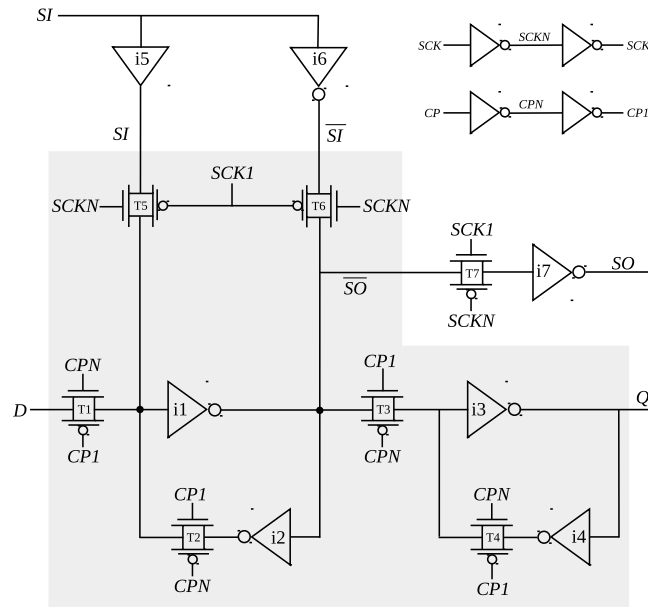 SI
i5
i6
SCK
SCKN
SCK
CP
CPN
CP1
SI
SI
SCK1
SCKN
T5
T6
SCKN
SCK1
T7
i7
SO
SO
SCKN
CPN
CP1
D
T1
i1
T3
i3
Q
CP1
CPN
CP1
CPN
T2
i2
T4
i4
CPN
CP1